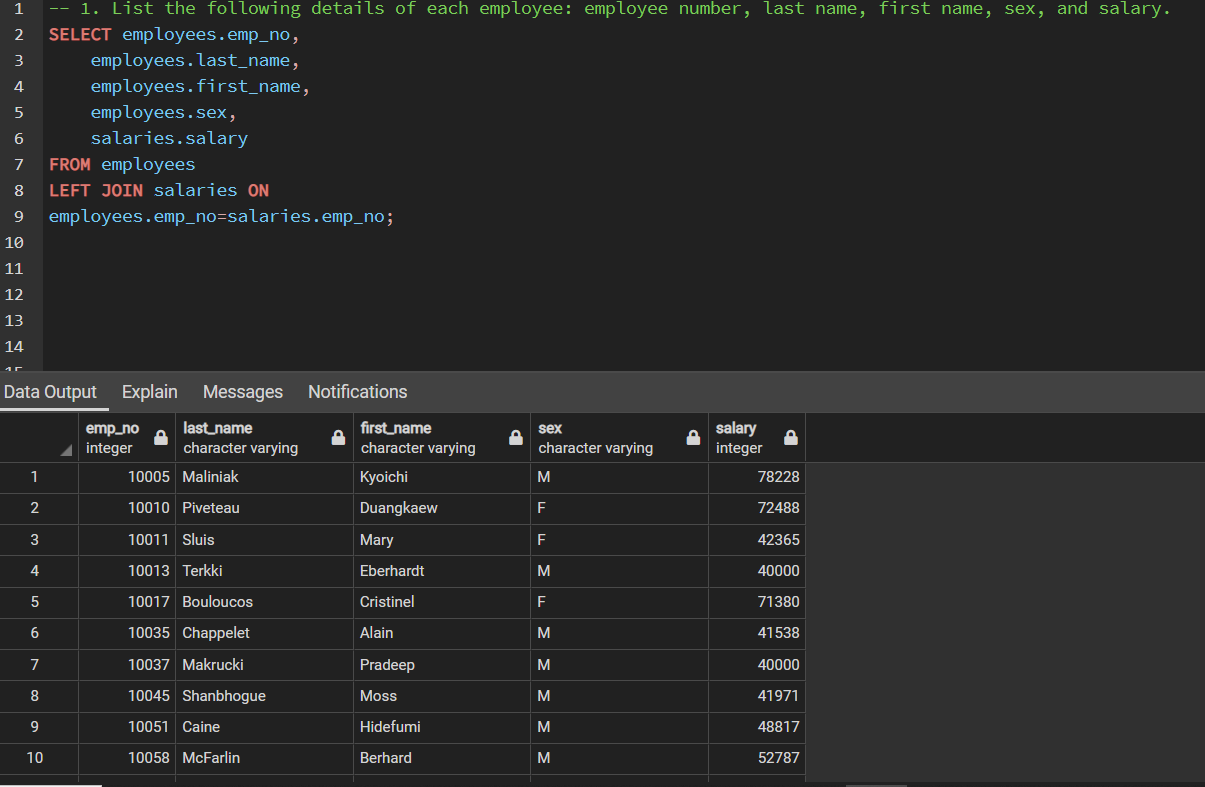 1 -- 1. List the following details of each employee: employee number, last name, first name, sex, and salary.
2 SELECT employees.emp_no,
3 employees.last_name,
4 employees.first_name,
5 employees.sex,
6 salaries.salary
7 FROM employees
8 LEFT JOIN salaries ON
9 employees.emp_no=salaries.emp_no;
10
11
12
13
14
15
Data Output Explain Messages Notifications
emp_no last_name first_name sex salary
integer character varying character varying character varying integer
1 10005 Maliniak Kyoichi M 78228
2 10010 Piveteau Duangkaew F 72488
3 10011 Sluis Mary F 42365
4 10013 Terkki Eberhardt M 40000
5 10017 Bouloucos Cristinel F 71380
6 10035 Chappelet Alain M 41538
7 10037 Makrucki Pradeep M 40000
8 10045 Shanbhogue Moss M 41971
9 10051 Caine Hidefumi M 48817
10 10058 McFarlin Berhard M 52787